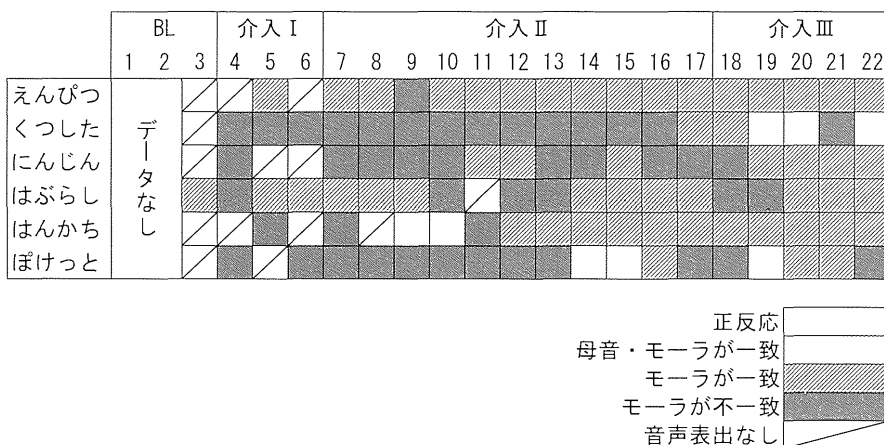 BL 介入Ⅰ 介入Ⅱ 介入Ⅲ
1 2 3 4 5 6 7 8 9 10 11 12 13 14 15 16 17 18 19 20 21 22
えんぴつ
くつした
にんじん
はぶらし
はんかち
ぽけっと
データなし
正反応
母音・モーラが一致
モーラが一致
モーラが不一致
音声表出なし